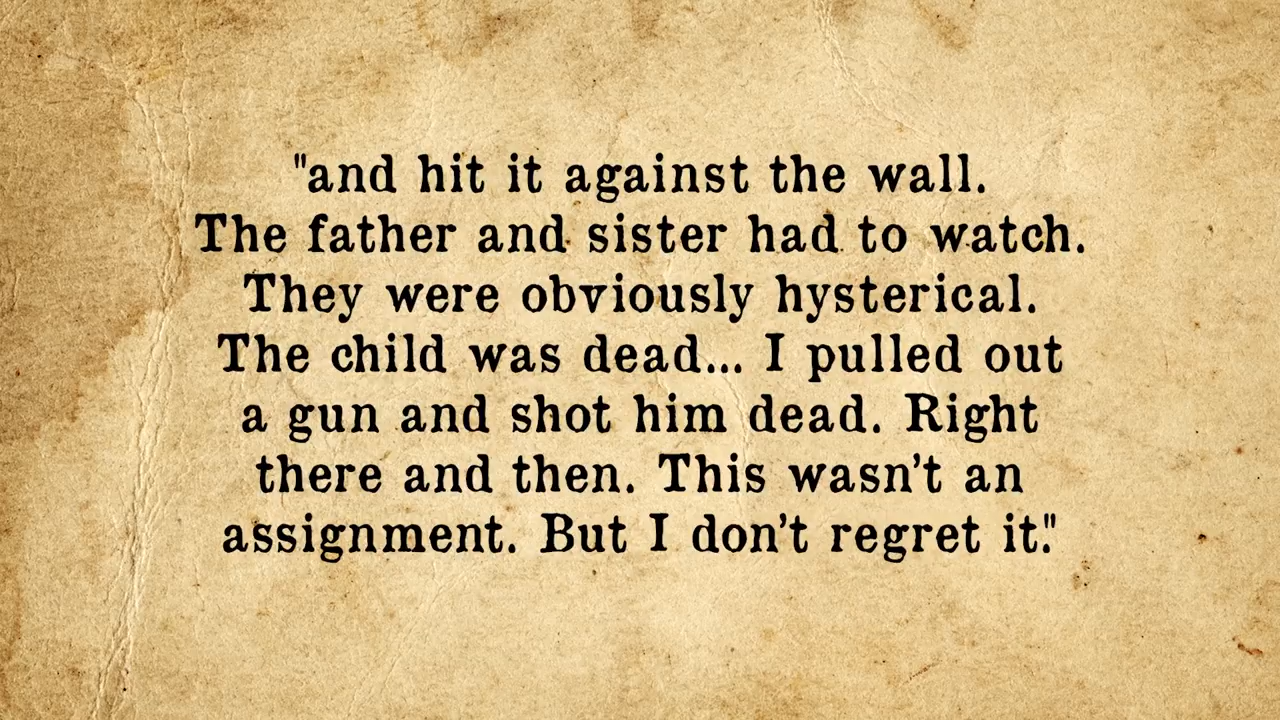 "and hit it against the wall.
The father and sister had to watch.
They were obviously hysterical.
The child was dead... I pulled out
a gun and shot him dead. Right
there and then. This wasn't an
assignment. But I don't regret it."